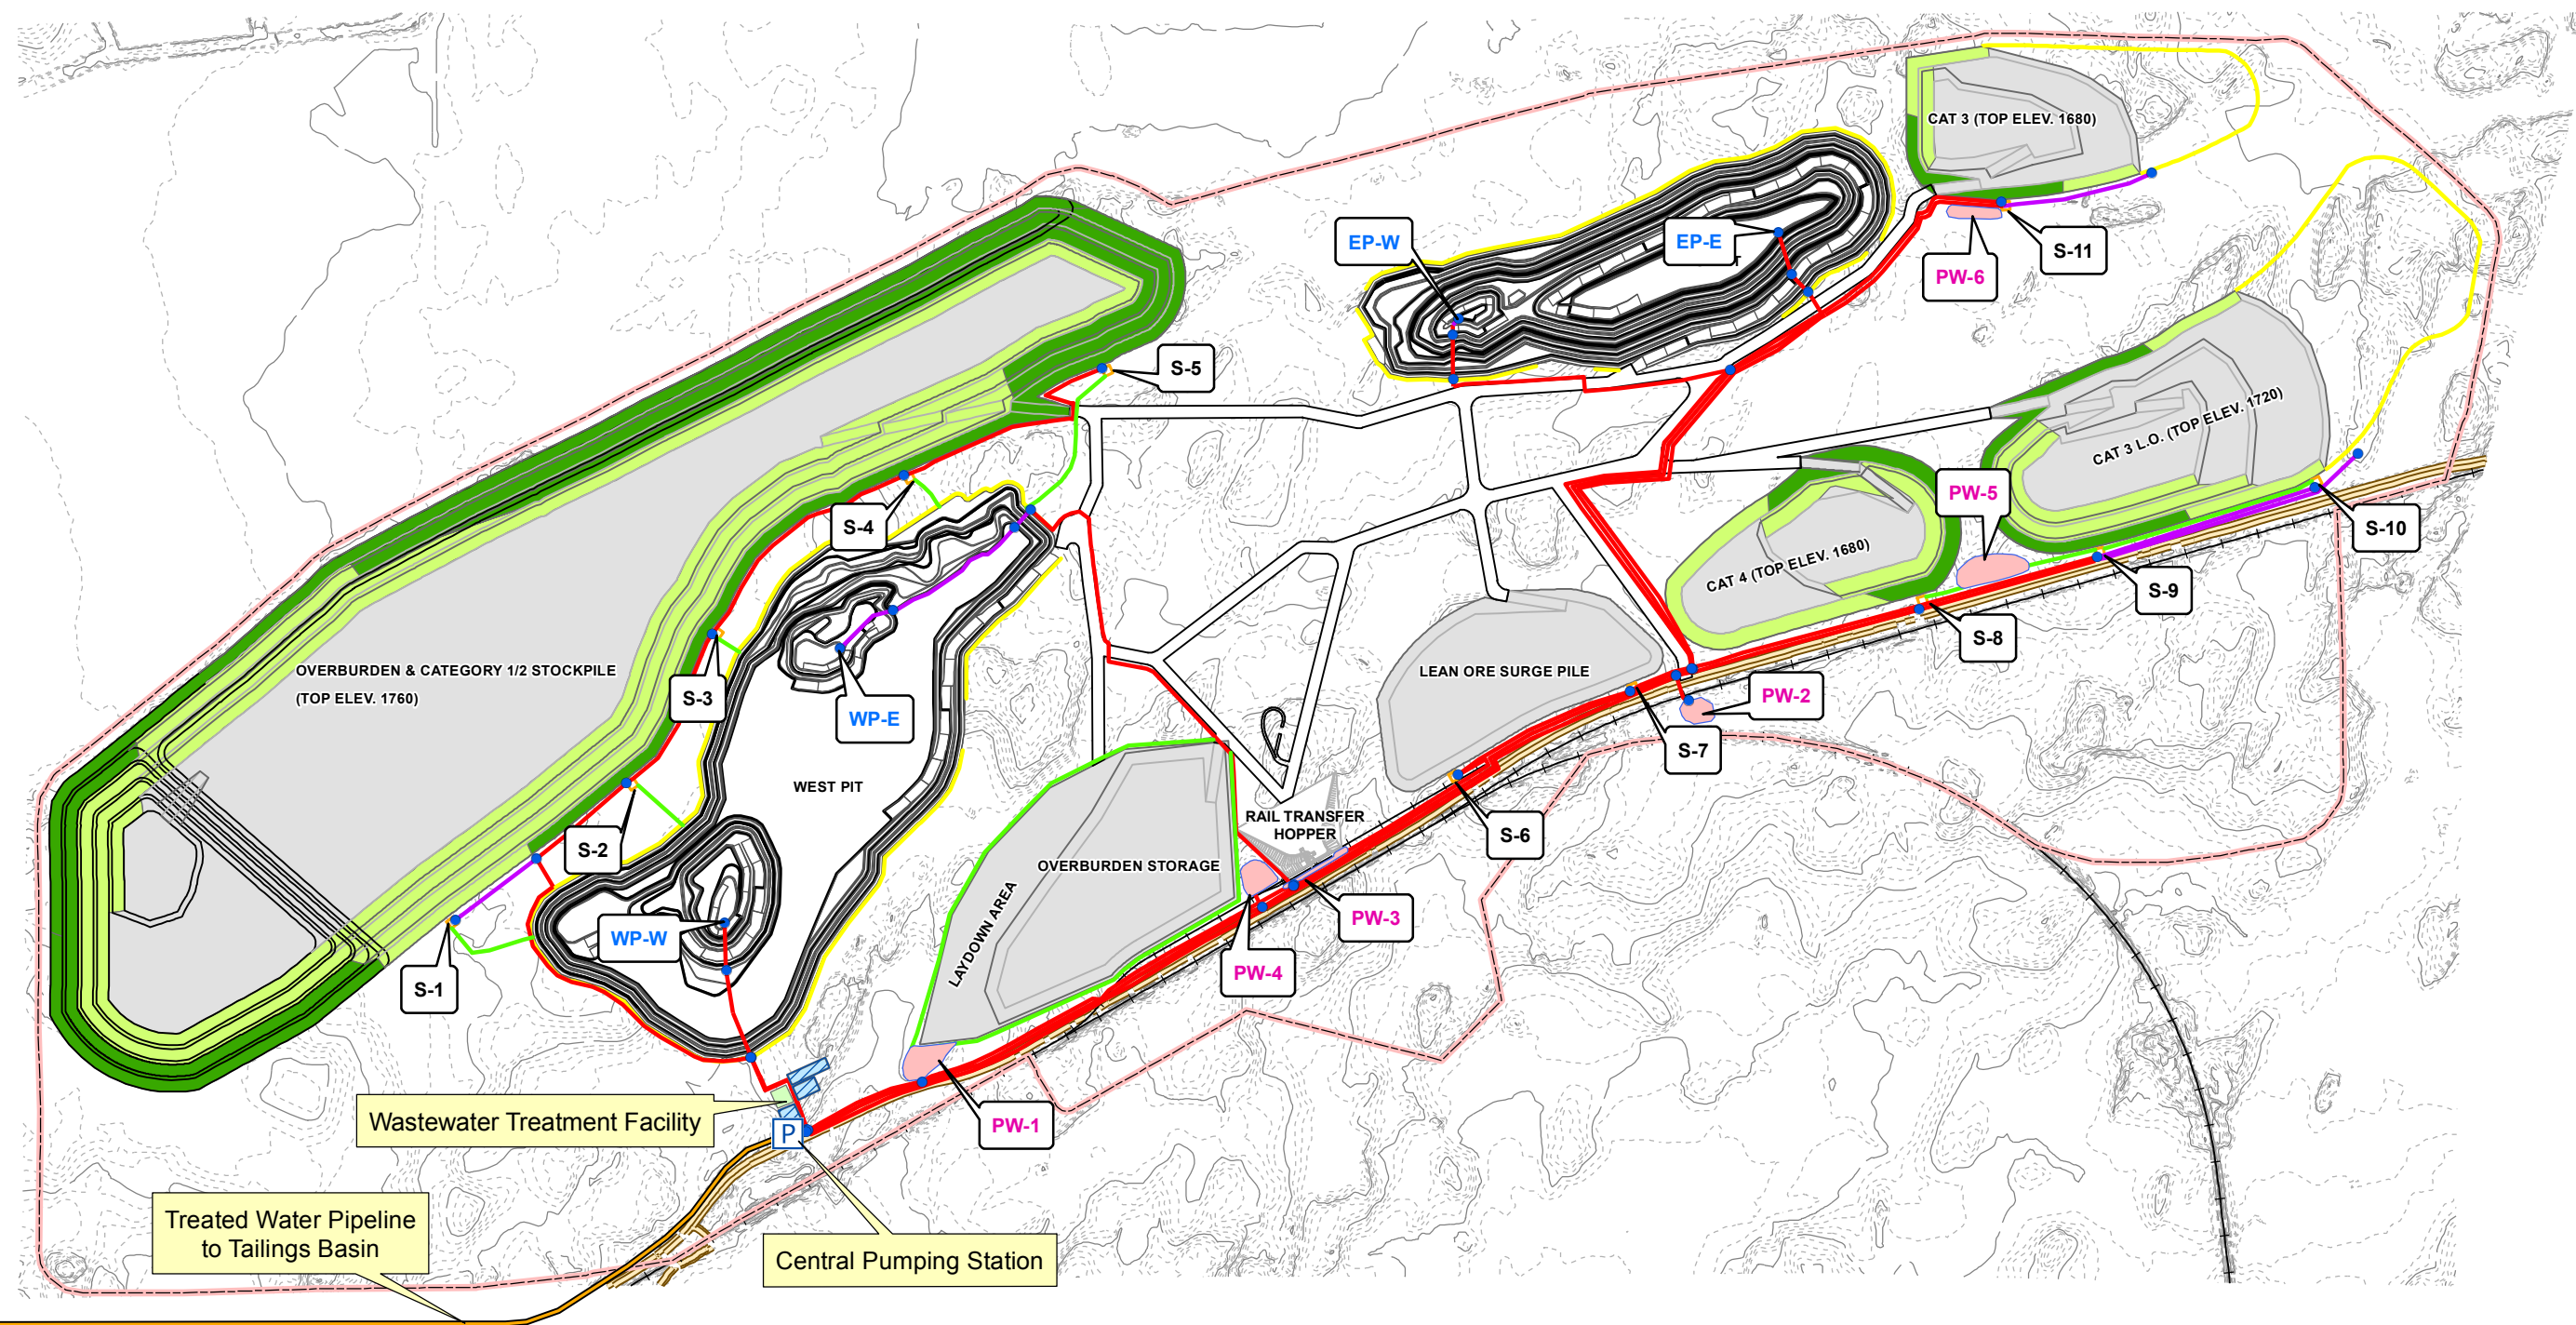 CAT 3 (TOP ELEV. 1680)
EP-W
EP-E
S-11
PW-6
S-5
CAT 3 L.O. (TOP ELEV. 1720)
PW-5
S-4
S-10
CAT 4 (TOP ELEV. 1680)
S-9
S-8
OVERBURDEN & CATEGORY 1/2 STOCKPILE
(TOP ELEV. 1760)
S-3
WP-E
LEAN ORE SURGE PILE
PW-2
S-7
WEST PIT
RAIL TRANSFER
HOPPER
S-6
S-2
OVERBURDEN STORAGE
LAYDOWN AREA
PW-3
WP-W
PW-4
S-1
Wastewater Treatment Facility
P
PW-1
Treated Water Pipeline
to Tailings Basin
Central Pumping Station